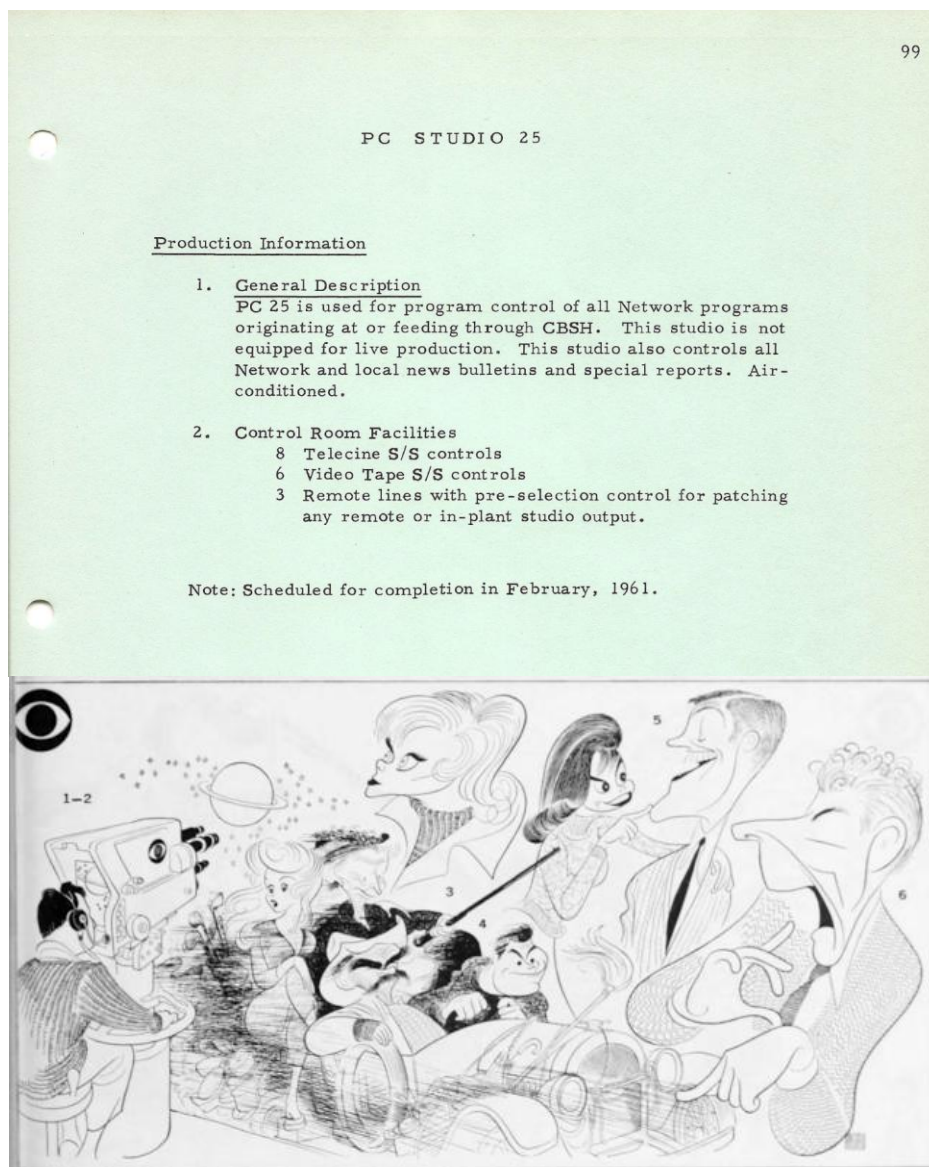 99
PC STUDIO 25
Production Information
1. General Description
PC 25 is used for program control of all Network programs
originating at or feeding through CBSH. This studio is not
equipped for live production. This studio also controls all
Network and local news bulletins and special reports. Air-
conditioned.
2. Control Room Facilities
8 Telecine S/S controls
6 Video Tape S/S controls
3 Remote lines with pre-selection control for patching
any remote or in-plant studio output.
Note: Scheduled for completion in February, 1961.
5
1-2
3
6
4